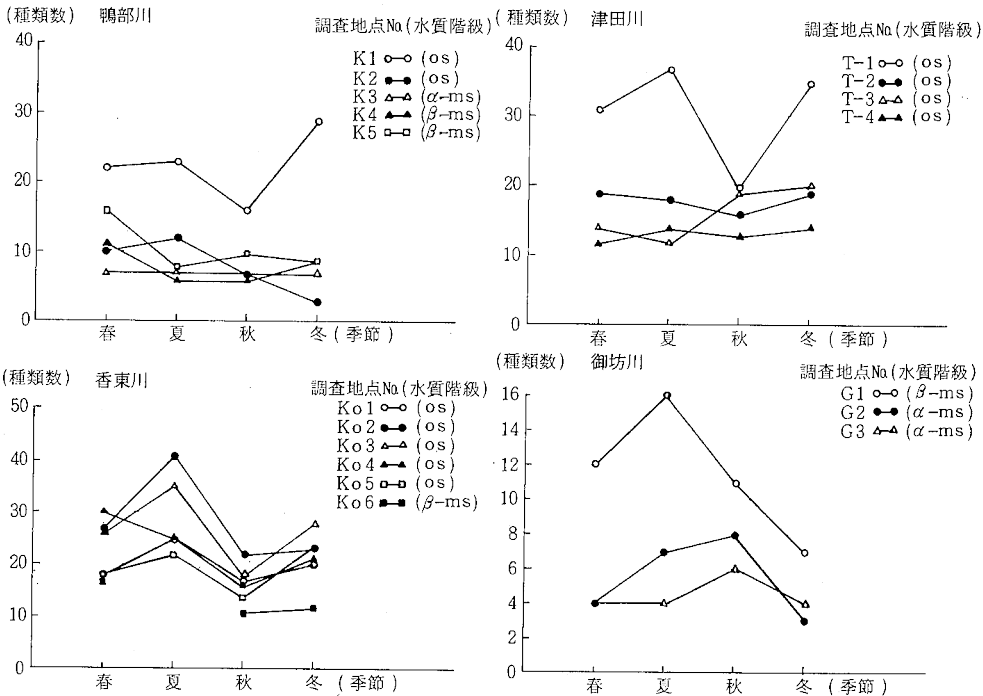 (種類数) 鴨部川
調査地点No.(水質階級)
K1 (os)
K2 (os)
K3 (α-ms)
K4 (β-ms)
K5 (β-ms)
40
30
20
10
0
春 夏 秋 冬 (季節)
(種類数) 津田川
調査地点No.(水質階級)
T-1 (os)
T-2 (os)
T-3 (os)
T-4 (os)
40
30
20
10
0
春 夏 秋 冬 (季節)
(種類数) 香東川
調査地点No.(水質階級)
Ko1 (os)
Ko2 (os)
Ko3 (os)
Ko4 (os)
Ko5 (os)
Ko6 (β-ms)
50
40
30
20
10
0
春 夏 秋 冬 (季節)
(種類数) 御坊川
調査地点No.(水質階級)
G1 (β-ms)
G2 (α-ms)
G3 (α-ms)
16
14
12
10
8
6
4
2
0
春 夏 秋 冬 (季節)